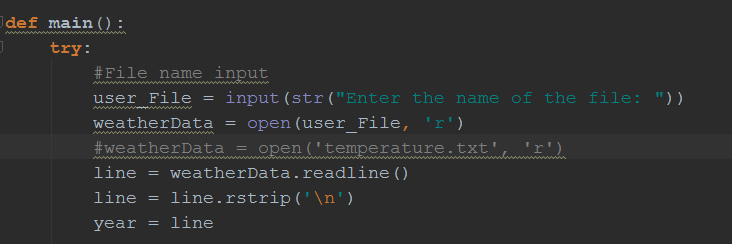 def main():
    try:
        #File name input
        user_File = input(str("Enter the name of the file: "))
        weatherData = open(user_File, 'r')
        #weatherData = open('temperature.txt', 'r')
        line = weatherData.readline()
        line = line.rstrip('\n')
        year = line